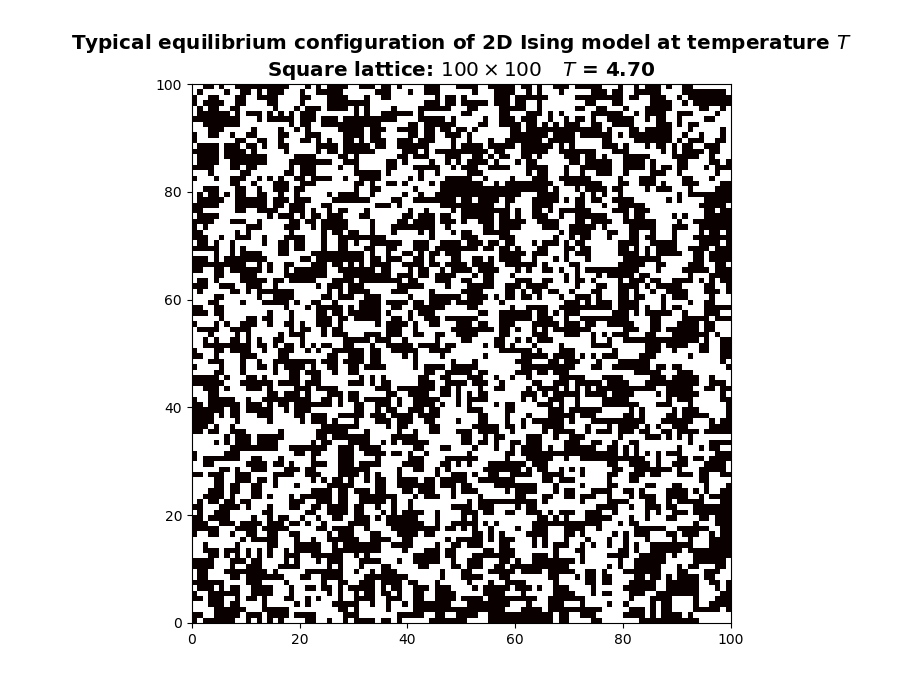 Typical equilibrium configuration of 2D Ising model at temperature T
Square lattice: 100 × 100 T = 4.70
100
80
60
40
20
0
0 20 40 60 80 100